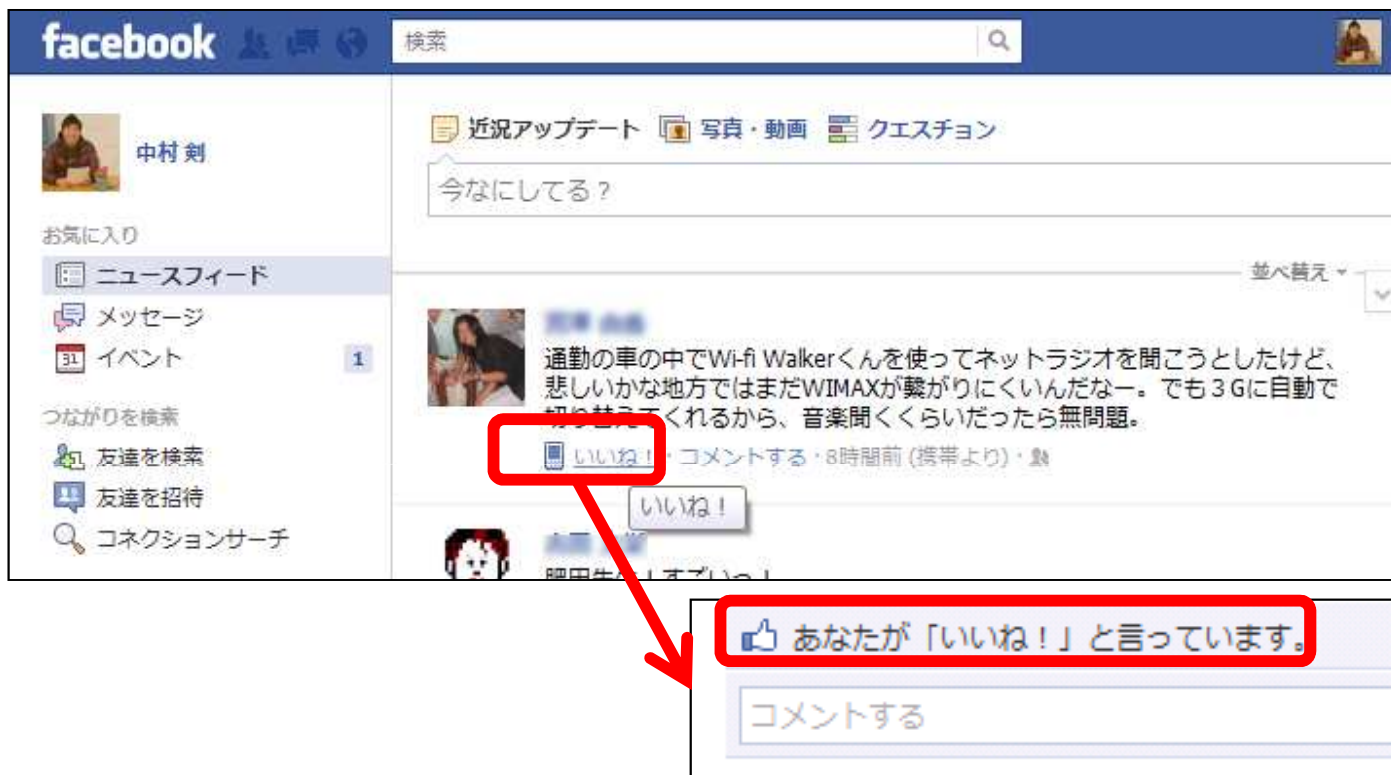 facebook
検索
中村 剣
近況アップデート 写真・動画 クエスチョン
今なにしてる？
お気に入り
ニュースフィード
メッセージ
イベント 1
つながりを検索
友達を検索
友達を招待
コネクションサーチ
並べ替え
通勤の車の中でWi-fi Walkerくんを使ってネットラジオを聞こうとしたけど、
悲しいかな地方ではまだWIMAXが繋がりにくいんだなー。でも３Gに自動で
切り替えてくれるから、音楽聞くくらいだったら無問題。
いいね！・コメントする・8時間前 (携帯より)・
いいね！
すごいっ！
あなたが「いいね！」と言っています。
コメントする